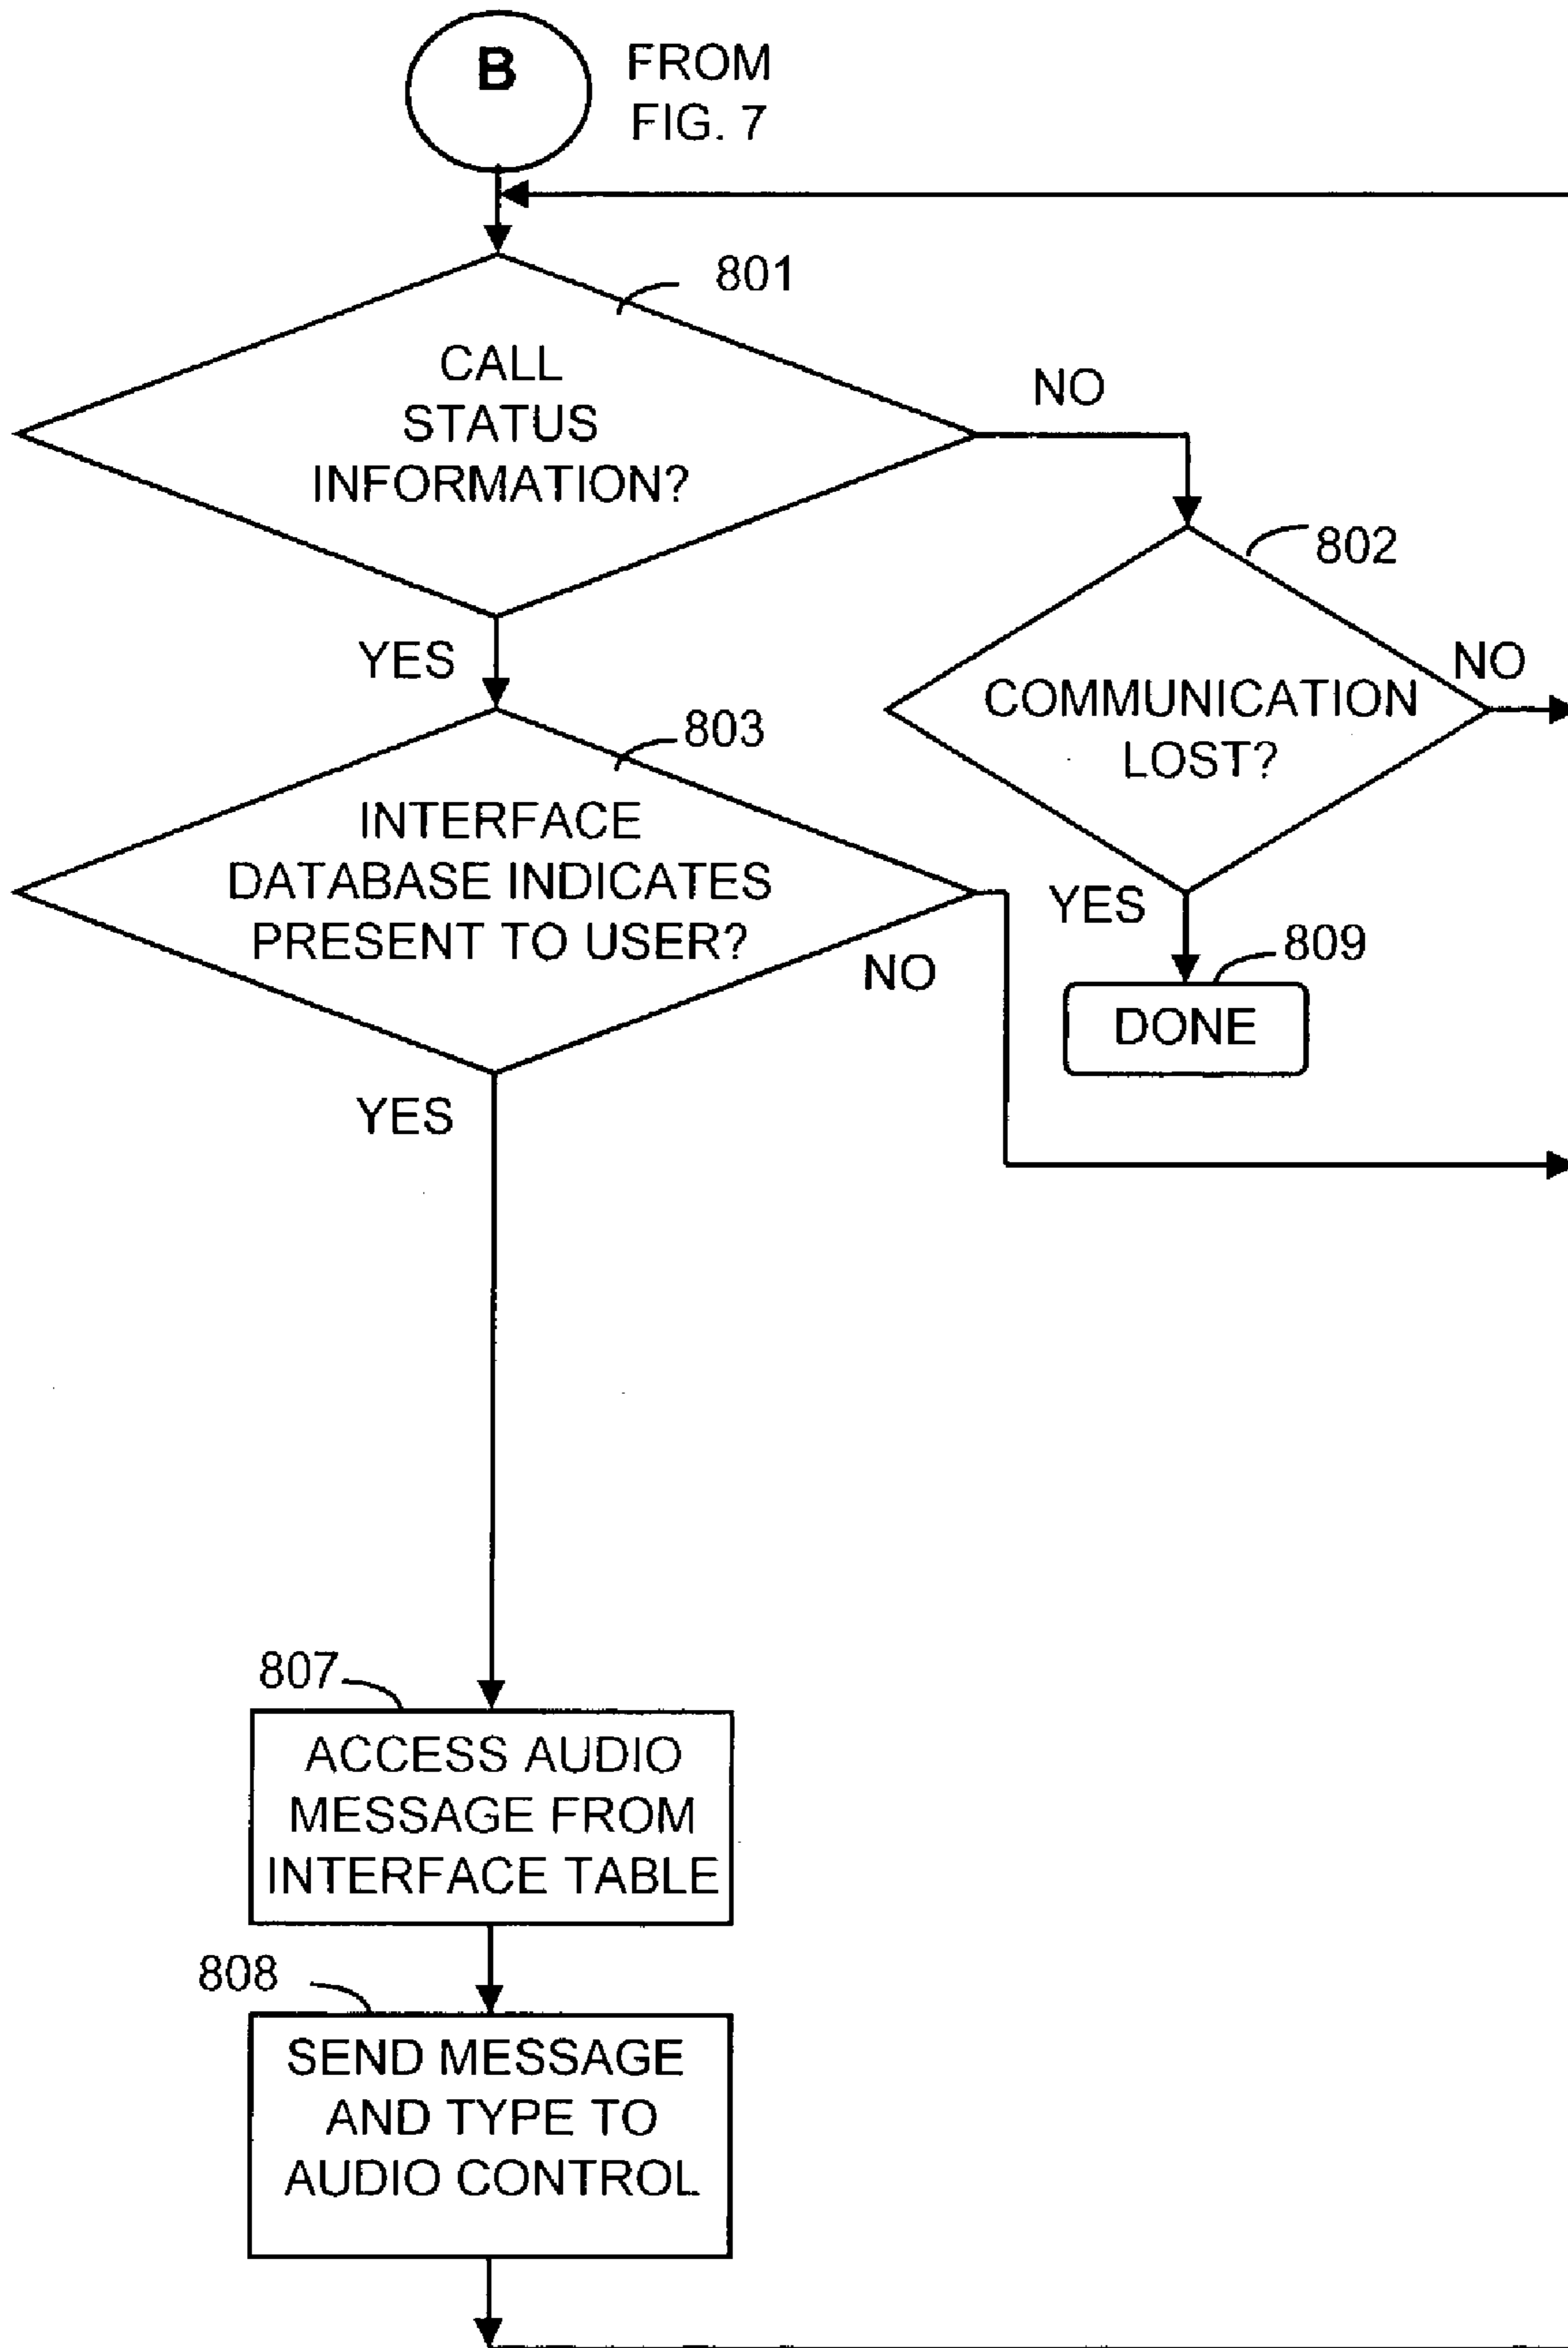 B
FROM
FIG. 7
801
CALL
STATUS
INFORMATION?
NO
802
YES
NO
COMMUNICATION
LOST?
803
INTERFACE
DATABASE INDICATES
PRESENT TO USER?
NO
YES
809
DONE
YES
807
ACCESS AUDIO
MESSAGE FROM
INTERFACE TABLE
808
SEND MESSAGE
AND TYPE TO
AUDIO CONTROL